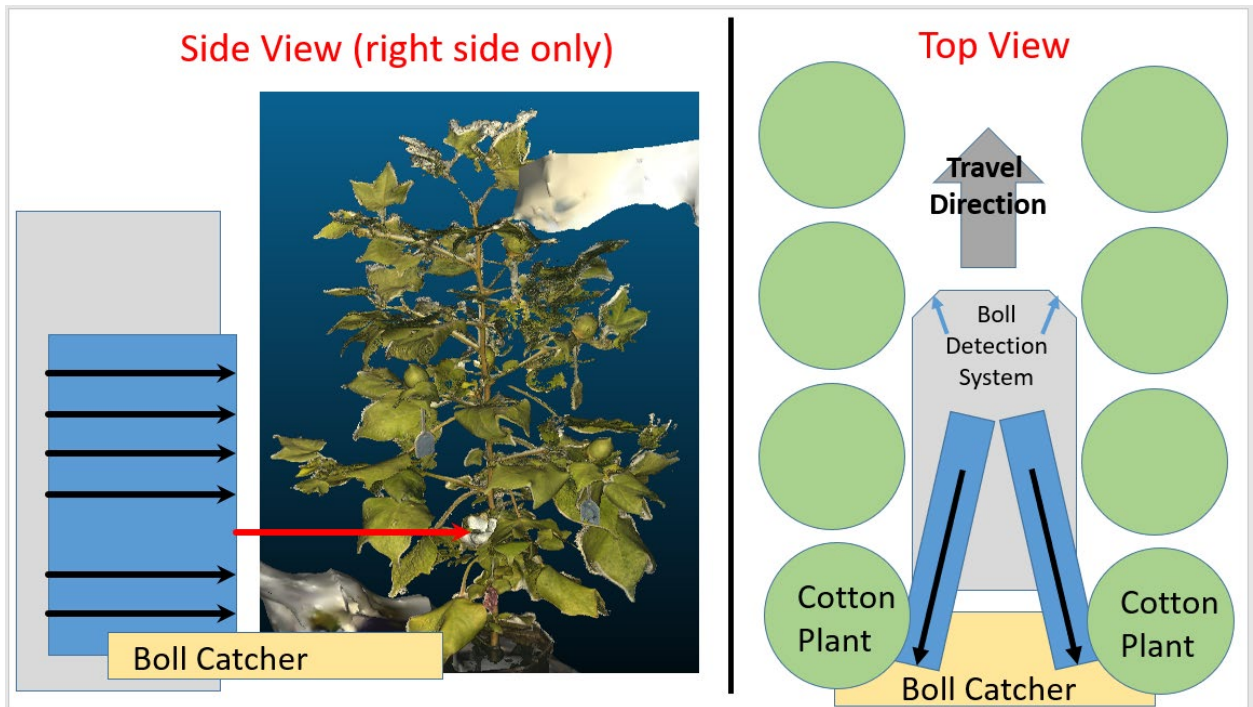 Side View (right side only)
Boll Catcher
Top View
Travel
Direction
Boll
Detection
System
Cotton
Plant
Cotton
Plant
Boll Catcher